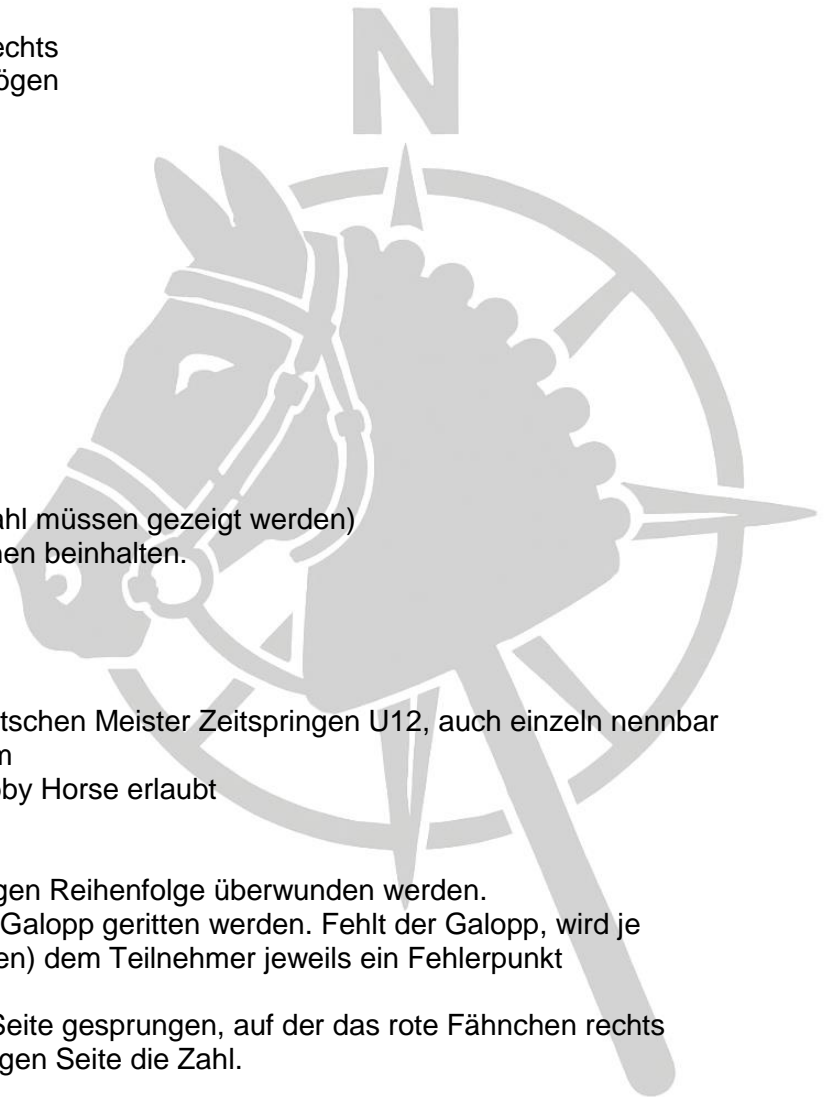 echts
ögen
N
ahl müssen gezeigt werden)
nen beinhalten.
tschen Meister Zeitspringen U12, auch einzeln nennbar
m
by Horse erlaubt
gen Reihenfolge überwunden werden.
Galopp geritten werden. Fehlt der Galopp, wird je
en) dem Teilnehmer jeweils ein Fehlerpunkt
Seite gesprungen, auf der das rote Fähnchen rechts
gen Seite die Zahl.